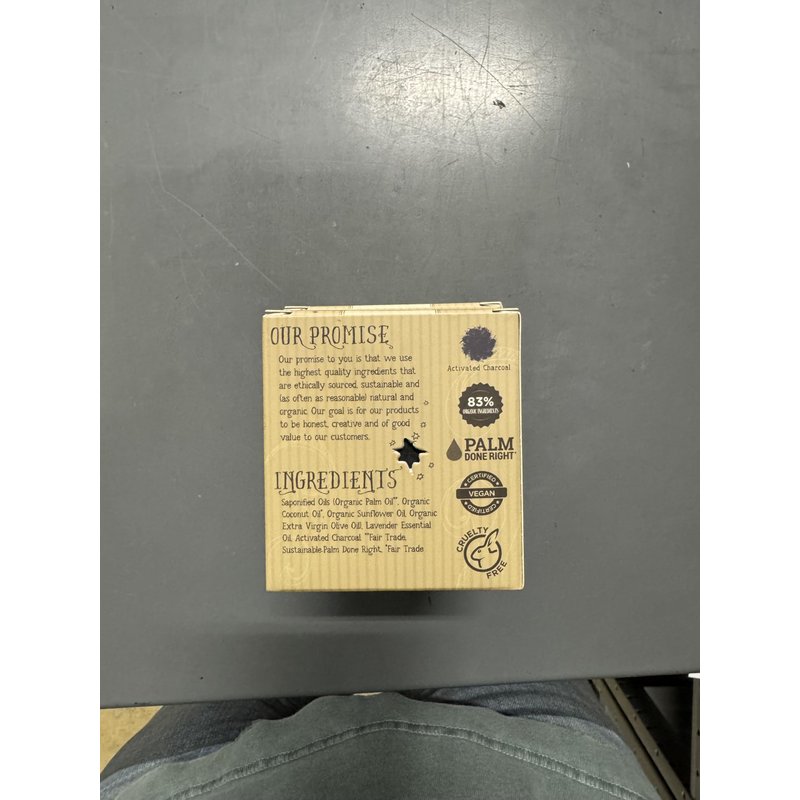 OUR PROMISE
Our promise to you is that we use
the highest quality ingredients that
are ethically sourced, sustainable and
(as often as reasonable) natural and
organic. Our goal is for our products
to be honest, creative and of good
value to our customers.
INGREDIENTS
Saponified Oils (Organic Palm Oil**, Organic
Coconut Oil*, Organic Sunflower Oil, Organic
Extra Virgin Olive Oil), Lavender Essential
Oil, Activated Charcoal **Fair Trade,
Sustainable-Palm Done Right, *Fair Trade
Activated Charcoal
83%
ORGANIC INGREDIENTS
PALM
DONE RIGHT
CERTIFIED
VEGAN
CERTIFIED
CRUELTY
FREE